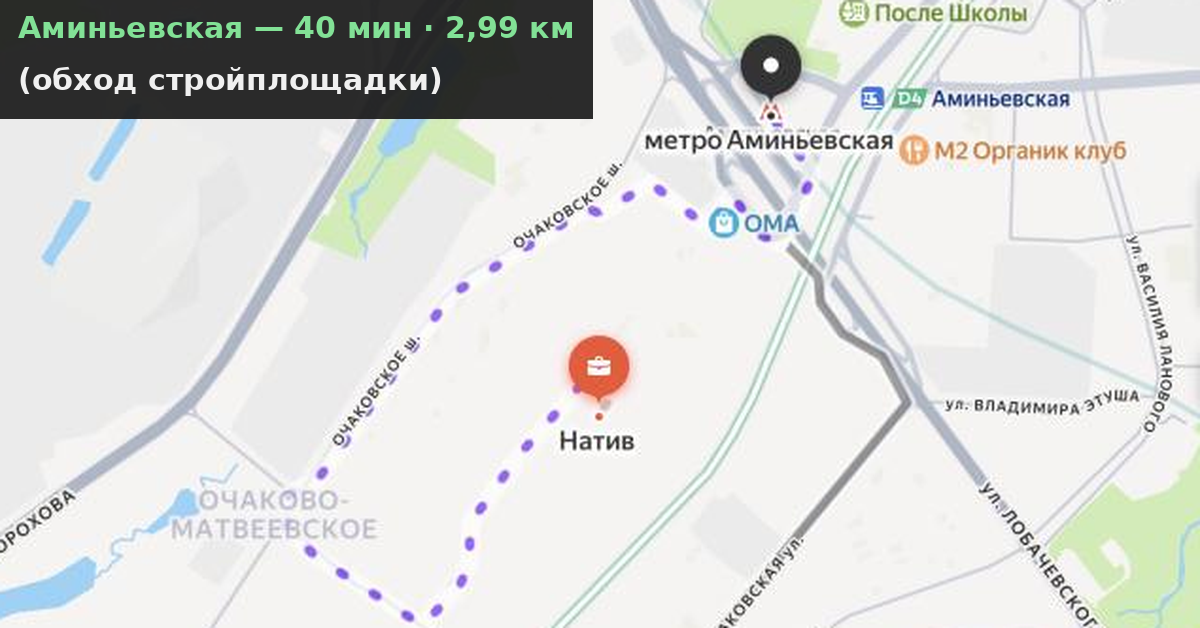 Аминьевская — 40 мин · 2,99 км
(обход стройплощадки)
После Школы
D4 Аминьевская
метро Аминьевская
М2 Органик клуб
ОЧАКОВСКОЕ ш.
ОМА
ул. ВАСИЛИЯ ЛАНОВОГО
ОЧАКОВСКОЕ ш.
ул. ВЛАДИМИРА ЭТУША
Натив
ОЧАКОВО-
МАТВЕЕВСКОЕ
ОРОХОВА
ул. ЛОБАЧЕВСКОГ
АКОВСКАЯ ул.